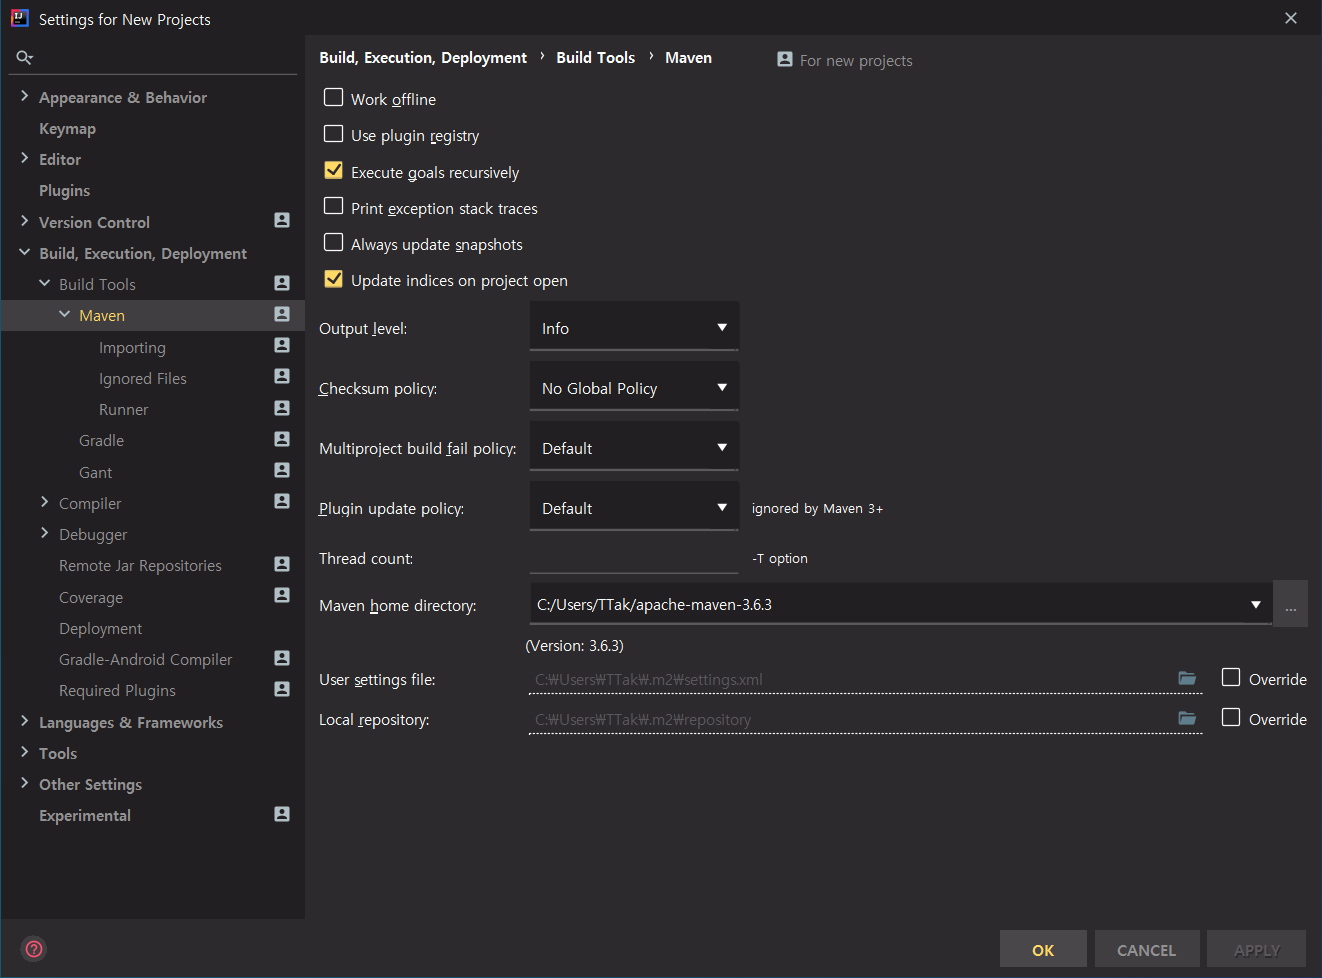 Settings for New Projects
Appearance & Behavior
Keymap
Editor
Plugins
Version Control
Build, Execution, Deployment
Build Tools
Maven
Importing
Ignored Files
Runner
Gradle
Gant
Compiler
Debugger
Remote Jar Repositories
Coverage
Deployment
Gradle-Android Compiler
Required Plugins
Languages & Frameworks
Tools
Other Settings
Experimental
Build, Execution, Deployment › Build Tools › Maven For new projects
Work offline
Use plugin registry
Execute goals recursively
Print exception stack traces
Always update snapshots
Update indices on project open
Output level: Info
Checksum policy: No Global Policy
Multiproject build fail policy: Default
Plugin update policy: Default ignored by Maven 3+
Thread count: -T option
Maven home directory: C:/Users/TTak/apache-maven-3.6.3 ...
(Version: 3.6.3)
User settings file: C:₩Users₩TTak₩.m2₩settings.xml Override
Local repository: C:₩Users₩TTak₩.m2₩repository Override
? OK CANCEL APPLY